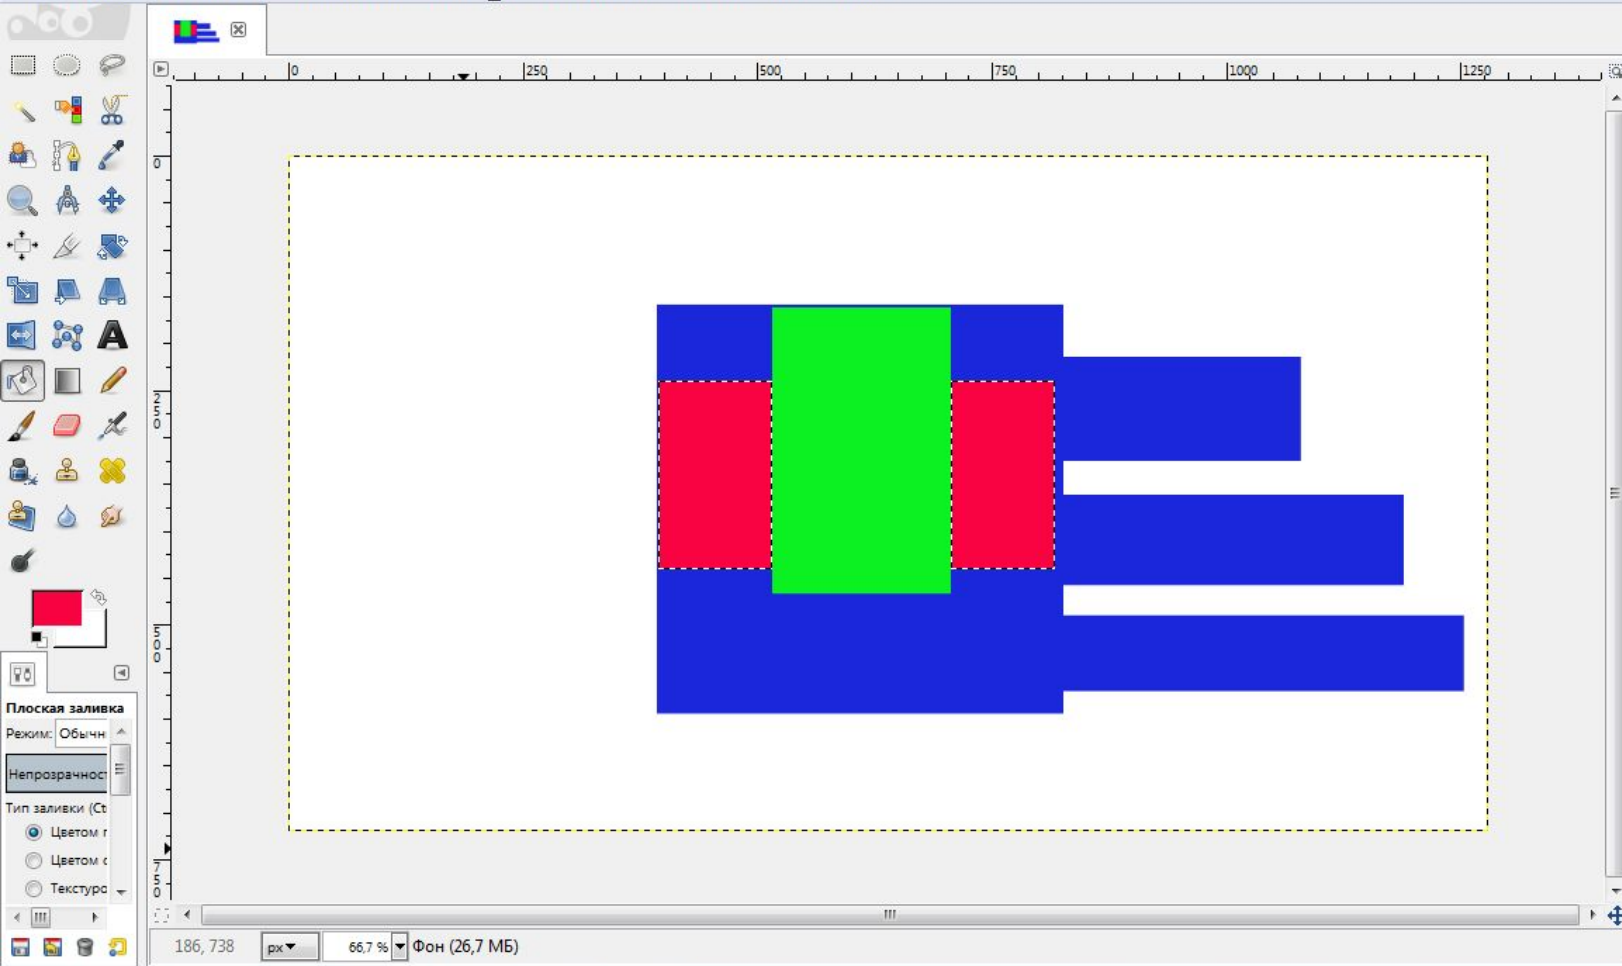 0 250 500 750 1000 1250
0
250
500
750
Плоская заливка
Режим: Обычн
Непрозрачност
Тип заливки (Ct
Цветом г
Цветом с
Текстуро
186, 738 px 66,7 % Фон (26,7 МБ)